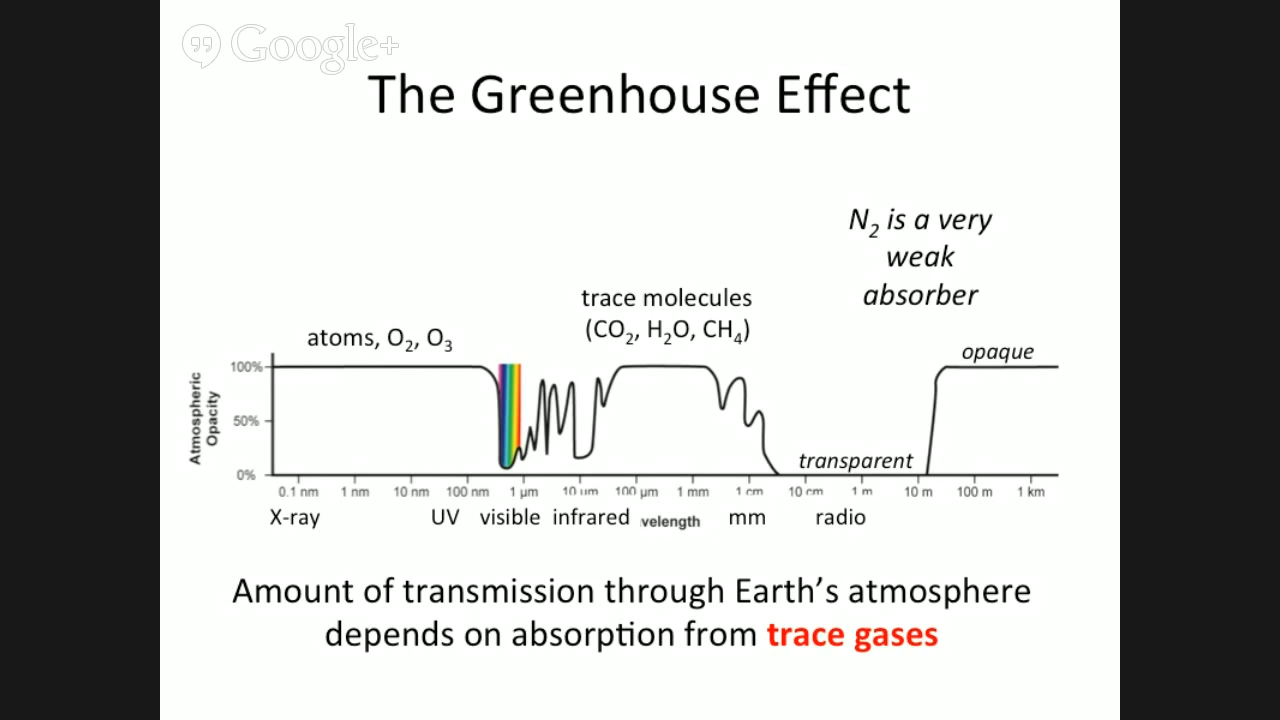 Google+
The Greenhouse Effect
N₂ is a very
weak
absorber
trace molecules
(CO₂, H₂O, CH₄)
atoms, O₂, O₃
opaque
100%
50%
0%
Atmospheric
Opacity
transparent
0.1 nm 1 nm 10 nm 100 nm 1 µm 10 µm 100 µm 1 mm 1 cm 10 cm 1 m 10 m 100 m 1 km
X-ray UV visible infrared velength mm radio
Amount of transmission through Earth’s atmosphere
depends on absorption from trace gases